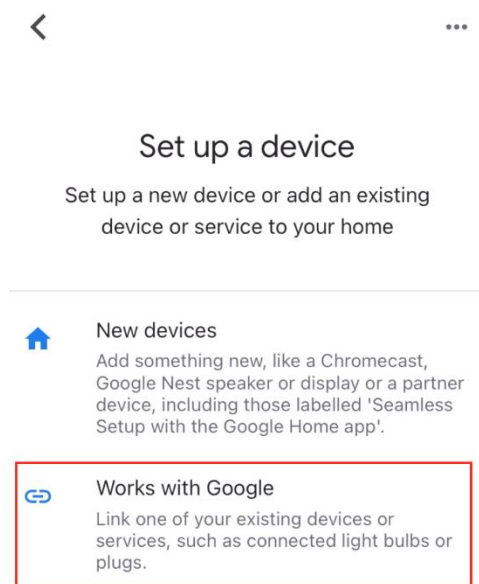 Set up a device
Set up a new device or add an existing
device or service to your home
New devices
Add something new, like a Chromecast,
Google Nest speaker or display or a partner
device, including those labelled 'Seamless
Setup with the Google Home app'.
Works with Google
Link one of your existing devices or
services, such as connected light bulbs or
plugs.